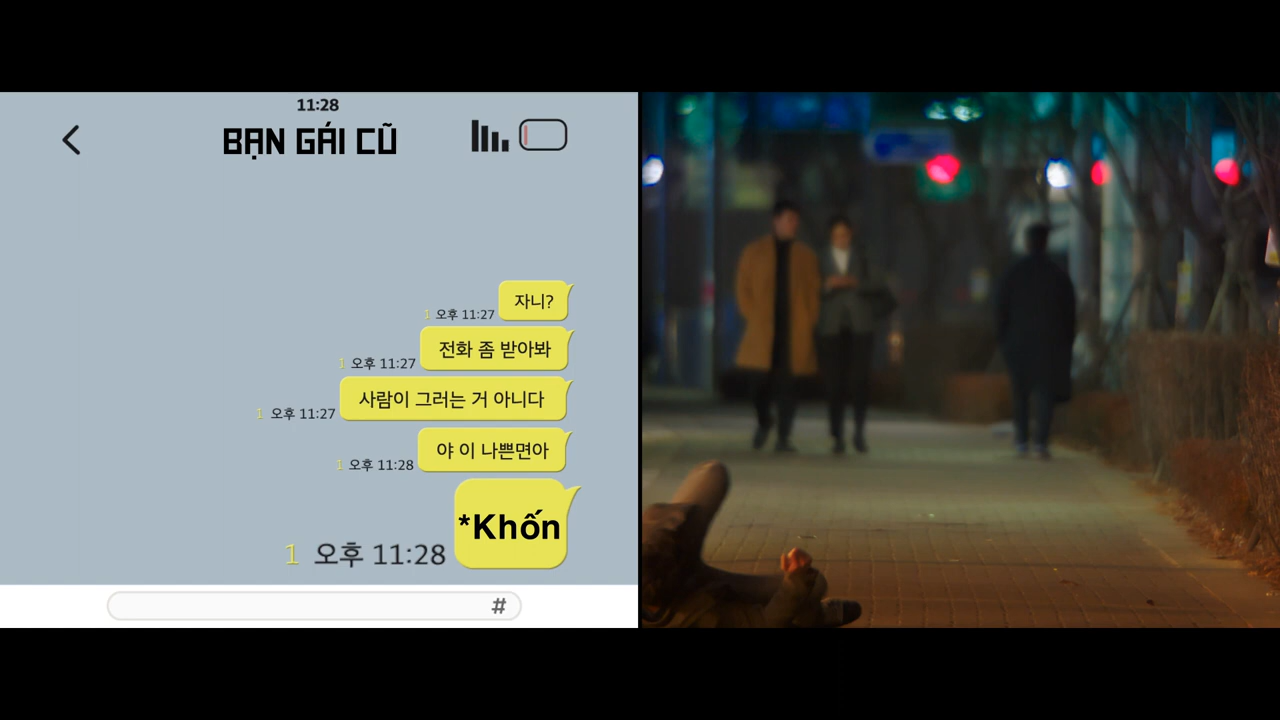 11:28
BẠN GÁI CŨ
자니?
1 오후 11:27
전화 좀 받아봐
1 오후 11:27
사람이 그러는 거 아니다
1 오후 11:27
야 이 나쁜면아
1 오후 11:28
*Khốn
1 오후 11:28
#